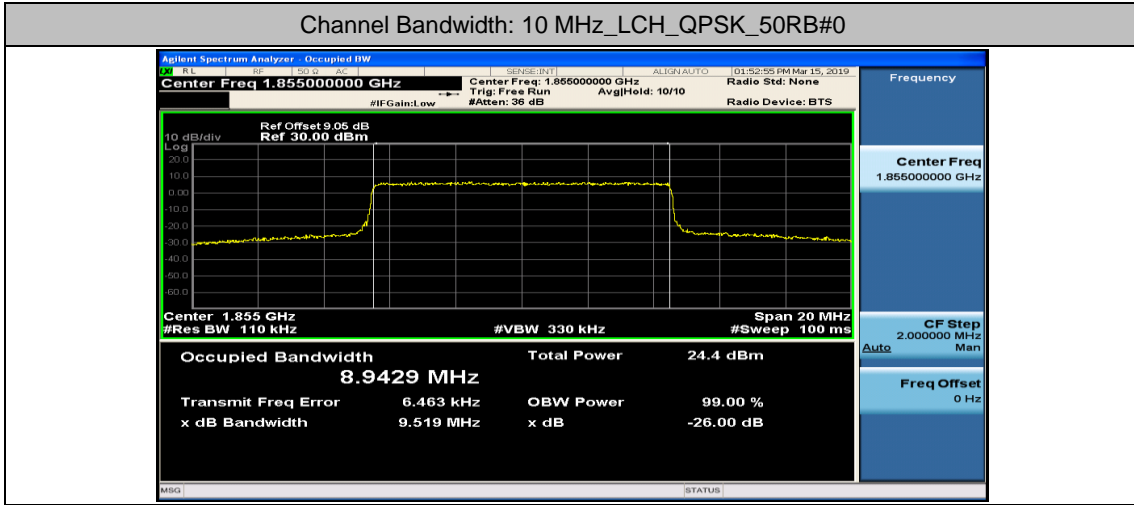 Channel Bandwidth: 10 MHz_LCH_QPSK_50RB#0
Agilent Spectrum Analyzer - Occupied BW
LXI RL RF 50 Ω AC SENSE:INT ALIGN AUTO 01:52:55 PM Mar 15, 2019
Center Freq 1.855000000 GHz
Center Freq: 1.855000000 GHz
Radio Std: None
Trig: Free Run Avg|Hold: 10/10
#IFGain:Low #Atten: 36 dB Radio Device: BTS
Ref Offset 9.05 dB
10 dB/div Ref 30.00 dBm
Log
20.0
10.0
0.00
-10.0
-20.0
-30.0
-40.0
-50.0
-60.0
Center 1.855 GHz Span 20 MHz
#Res BW 110 kHz #VBW 330 kHz #Sweep 100 ms
Occupied Bandwidth Total Power 24.4 dBm
8.9429 MHz
Transmit Freq Error 6.463 kHz OBW Power 99.00 %
x dB Bandwidth 9.519 MHz x dB -26.00 dB
MSG STATUS
Frequency
Center Freq
1.855000000 GHz
CF Step
2.000000 MHz
Auto Man
Freq Offset
0 Hz